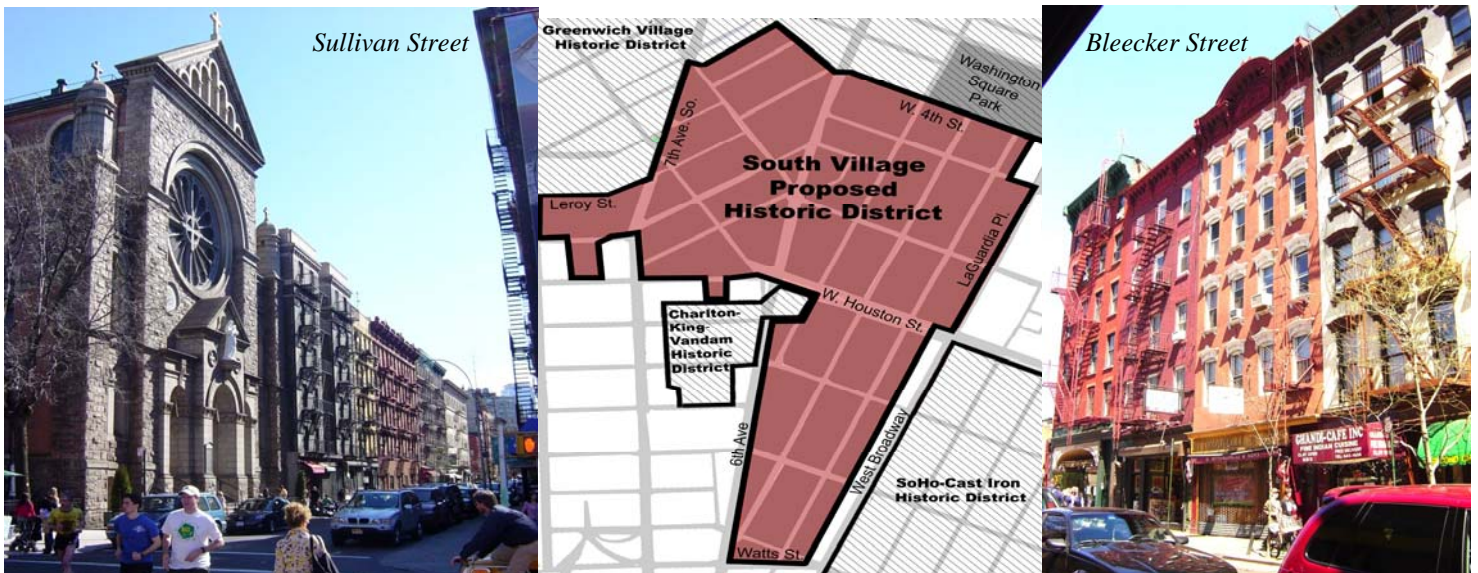 Sullivan Street
Greenwich Village
Historic District
Washington
Square
Park
W. 4th St.
7th Ave. So.
South Village
Proposed
Historic District
Leroy St.
LaGuardia Pl.
W. Houston St.
Charlton-
King-
Vandam
Historic
District
6th Ave
West Broadway
SoHo-Cast Iron
Historic District
Watts St.
Bleecker Street
GHANDI-CAFE INC
FINE INDIAN CUISINE